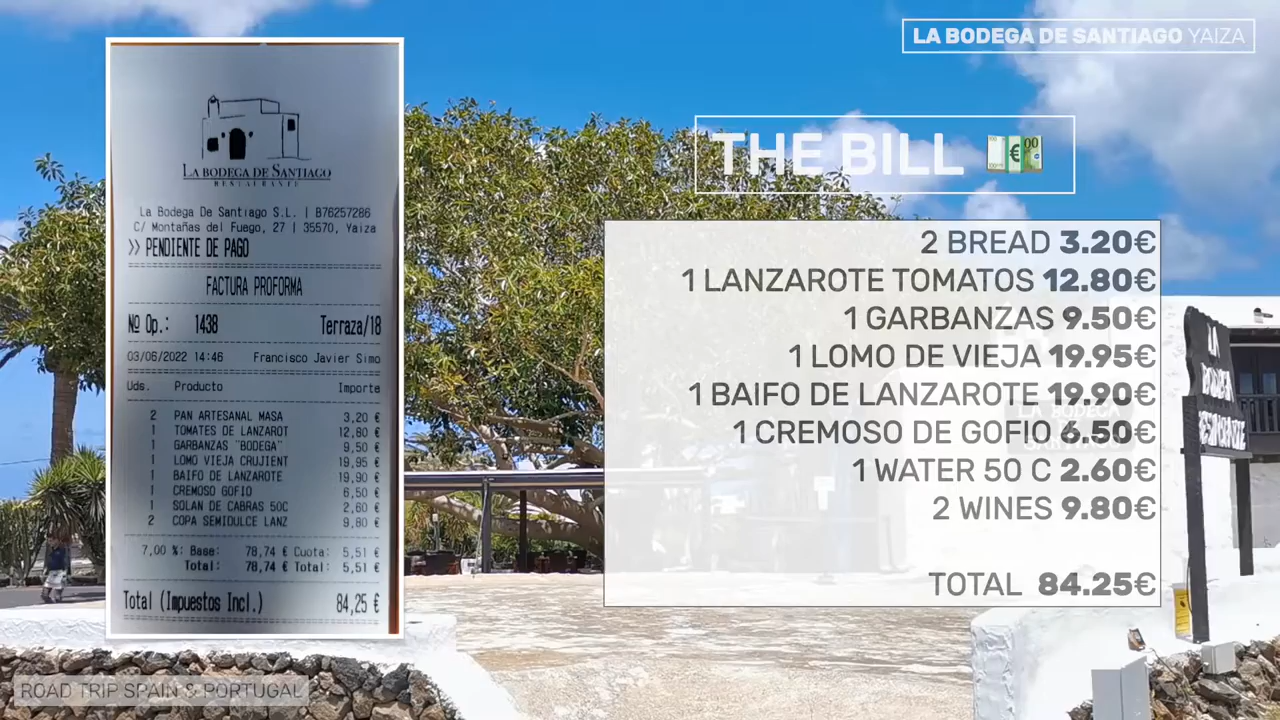 LA BODEGA DE SANTIAGO YAIZA
LA BODEGA DE SANTIAGO
RESTAURANTE
La Bodega De Santiago S.L. | B76257286
C/ Montañas del Fuego, 27 | 35570, Yaiza
>> PENDIENTE DE PAGO
FACTURA PROFORMA
Nº Op.: 1438 Terraza/18
03/06/2022 14:46 Francisco Javier Simo
Uds. Producto Importe
2 PAN ARTESANAL MASA 3,20 €
1 TOMATES DE LANZAROT 12,80 €
1 GARBANZAS "BODEGA" 9,50 €
1 LOMO VIEJA CRUJIENT 19,95 €
1 BAIFO DE LANZAROTE 19,90 €
1 CREMOSO GOFIO 6,50 €
1 SOLAN DE CABRAS 50C 2,60 €
2 COPA SEMIDULCE LANZ 9,80 €
7,00 %: Base: 78,74 € Cuota: 5,51 €
Total: 78,74 € Total: 5,51 €
Total (Impuestos Incl.) 84,25 €
THE BILL
2 BREAD 3.20€
1 LANZAROTE TOMATOS 12.80€
1 GARBANZAS 9.50€
1 LOMO DE VIEJA 19.95€
1 BAIFO DE LANZAROTE 19.90€
1 CREMOSO DE GOFIO 6.50€
1 WATER 50 C 2.60€
2 WINES 9.80€
TOTAL 84.25€
LA
BODEGA
LA BODEGA
ROAD TRIP SPAIN & PORTUGAL